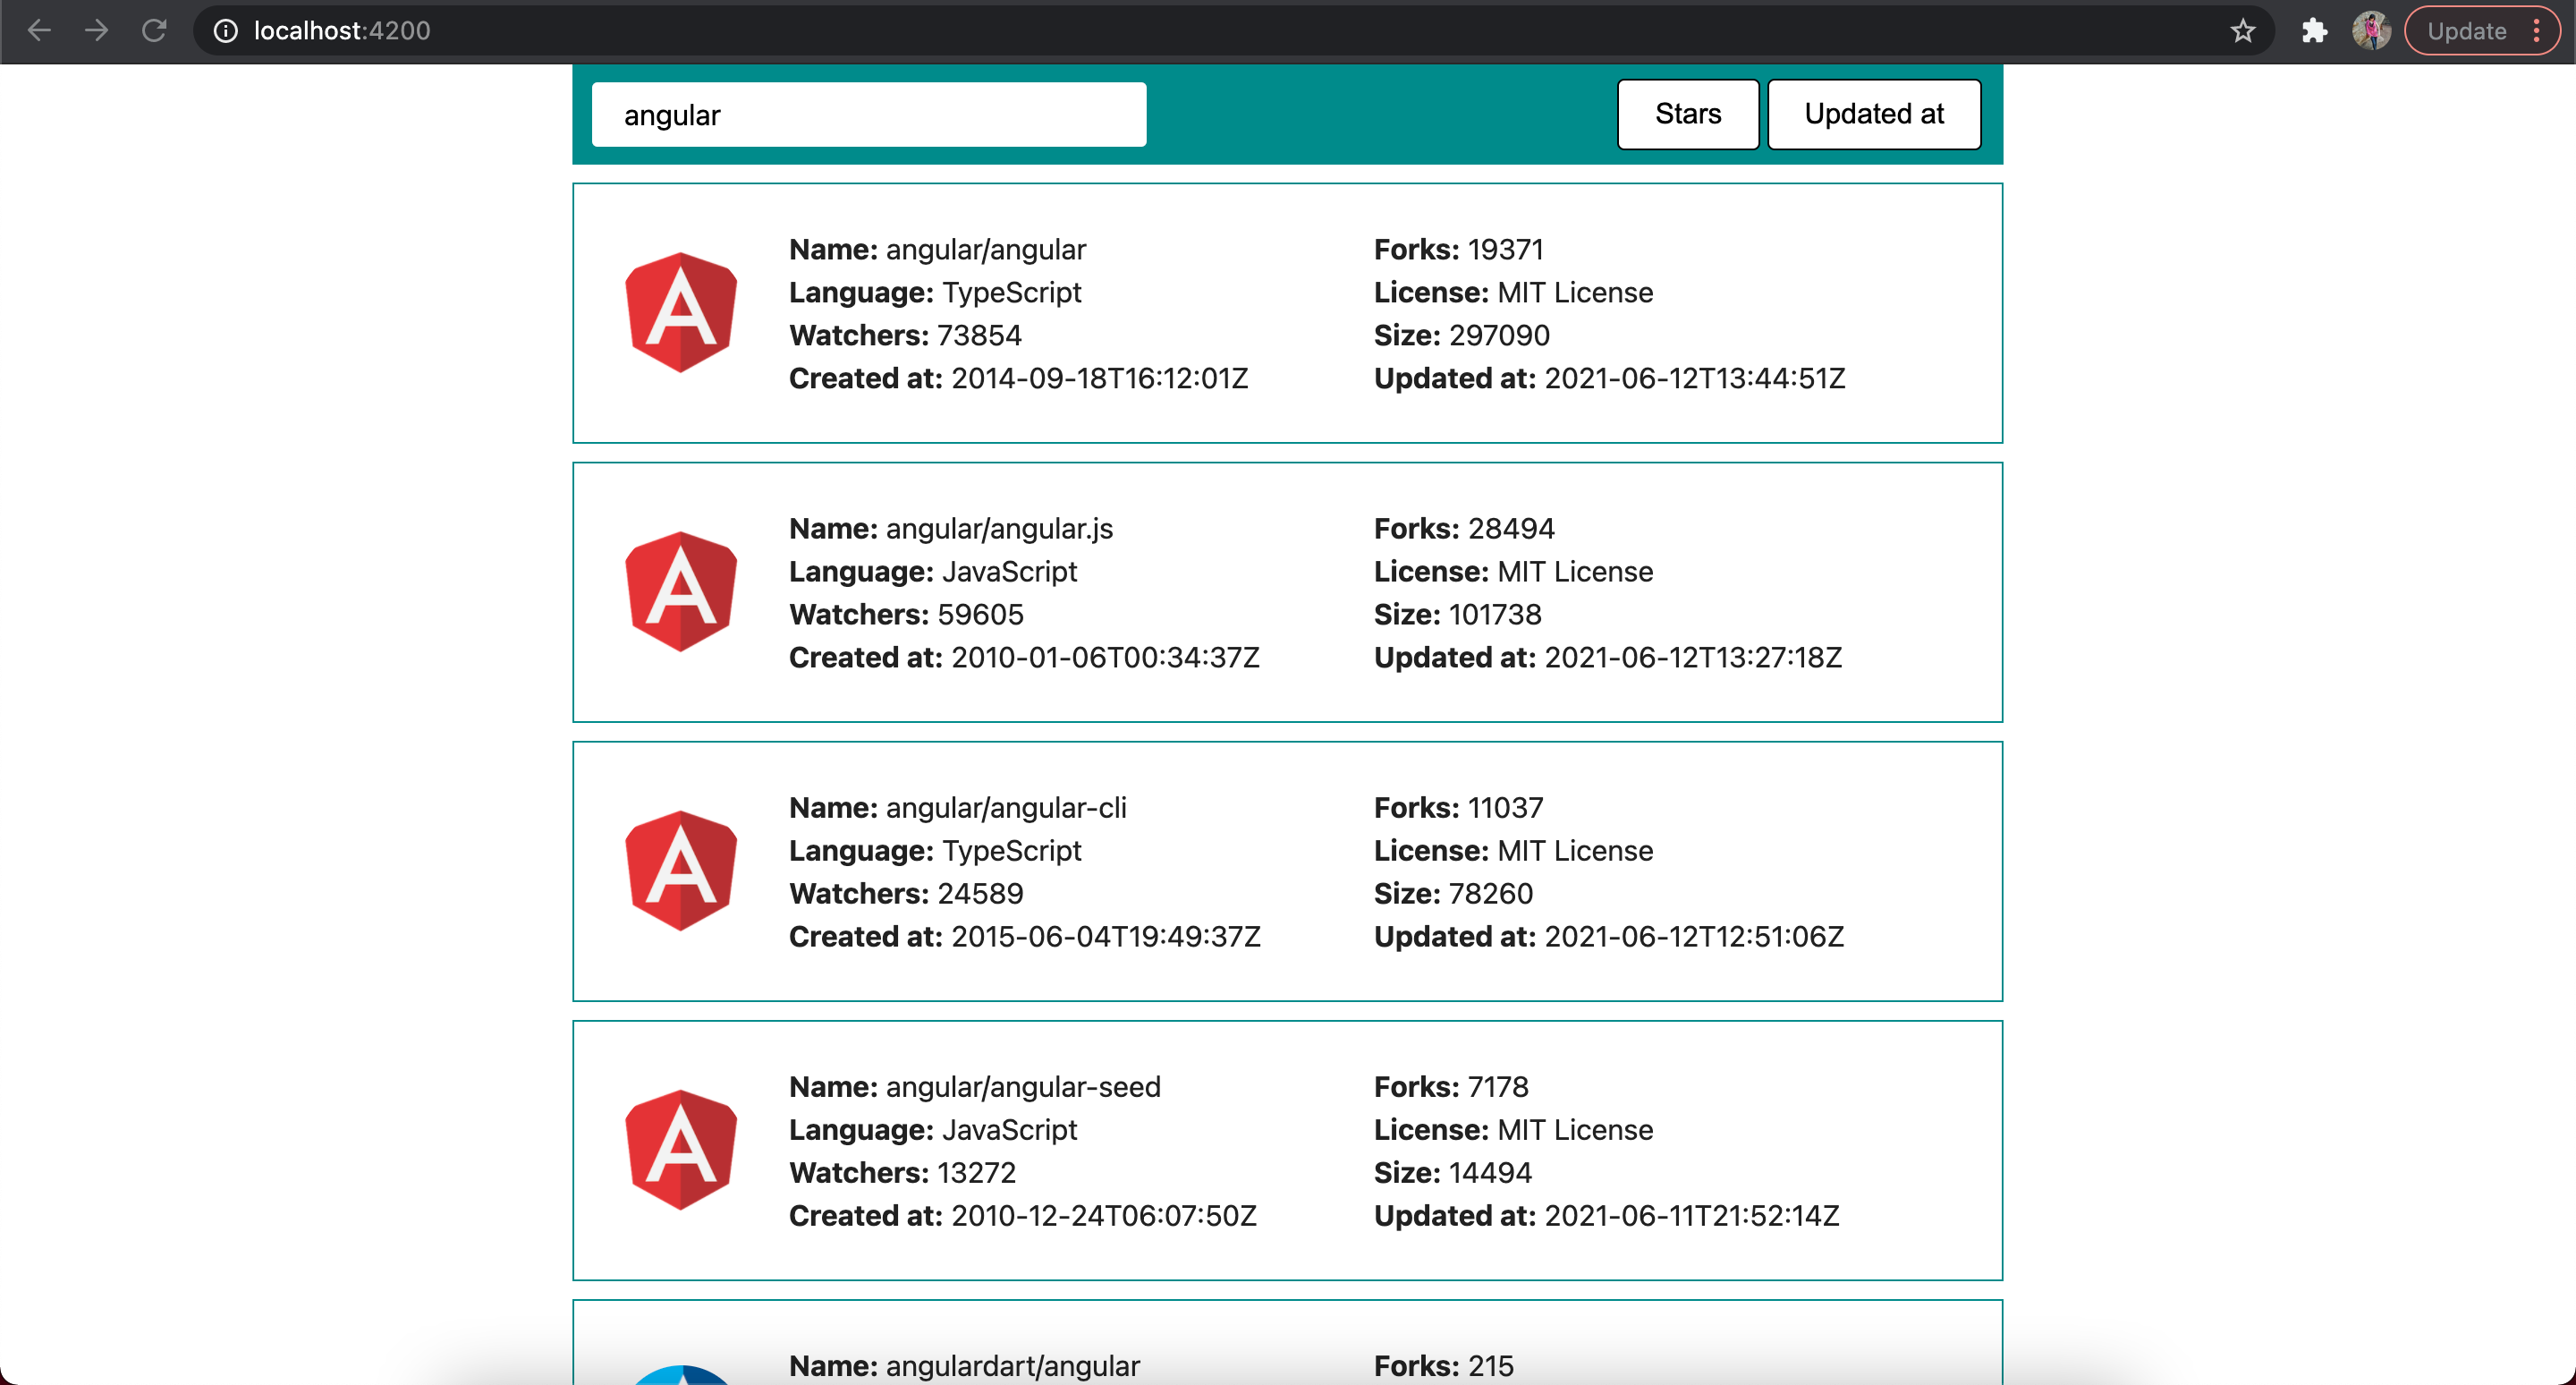 localhost:4200
Update
angular
Stars
Updated at
Name: angular/angular
Language: TypeScript
Watchers: 73854
Created at: 2014-09-18T16:12:01Z
Forks: 19371
License: MIT License
Size: 297090
Updated at: 2021-06-12T13:44:51Z
Name: angular/angular.js
Language: JavaScript
Watchers: 59605
Created at: 2010-01-06T00:34:37Z
Forks: 28494
License: MIT License
Size: 101738
Updated at: 2021-06-12T13:27:18Z
Name: angular/angular-cli
Language: TypeScript
Watchers: 24589
Created at: 2015-06-04T19:49:37Z
Forks: 11037
License: MIT License
Size: 78260
Updated at: 2021-06-12T12:51:06Z
Name: angular/angular-seed
Language: JavaScript
Watchers: 13272
Created at: 2010-12-24T06:07:50Z
Forks: 7178
License: MIT License
Size: 14494
Updated at: 2021-06-11T21:52:14Z
Name: angulardart/angular
Forks: 215